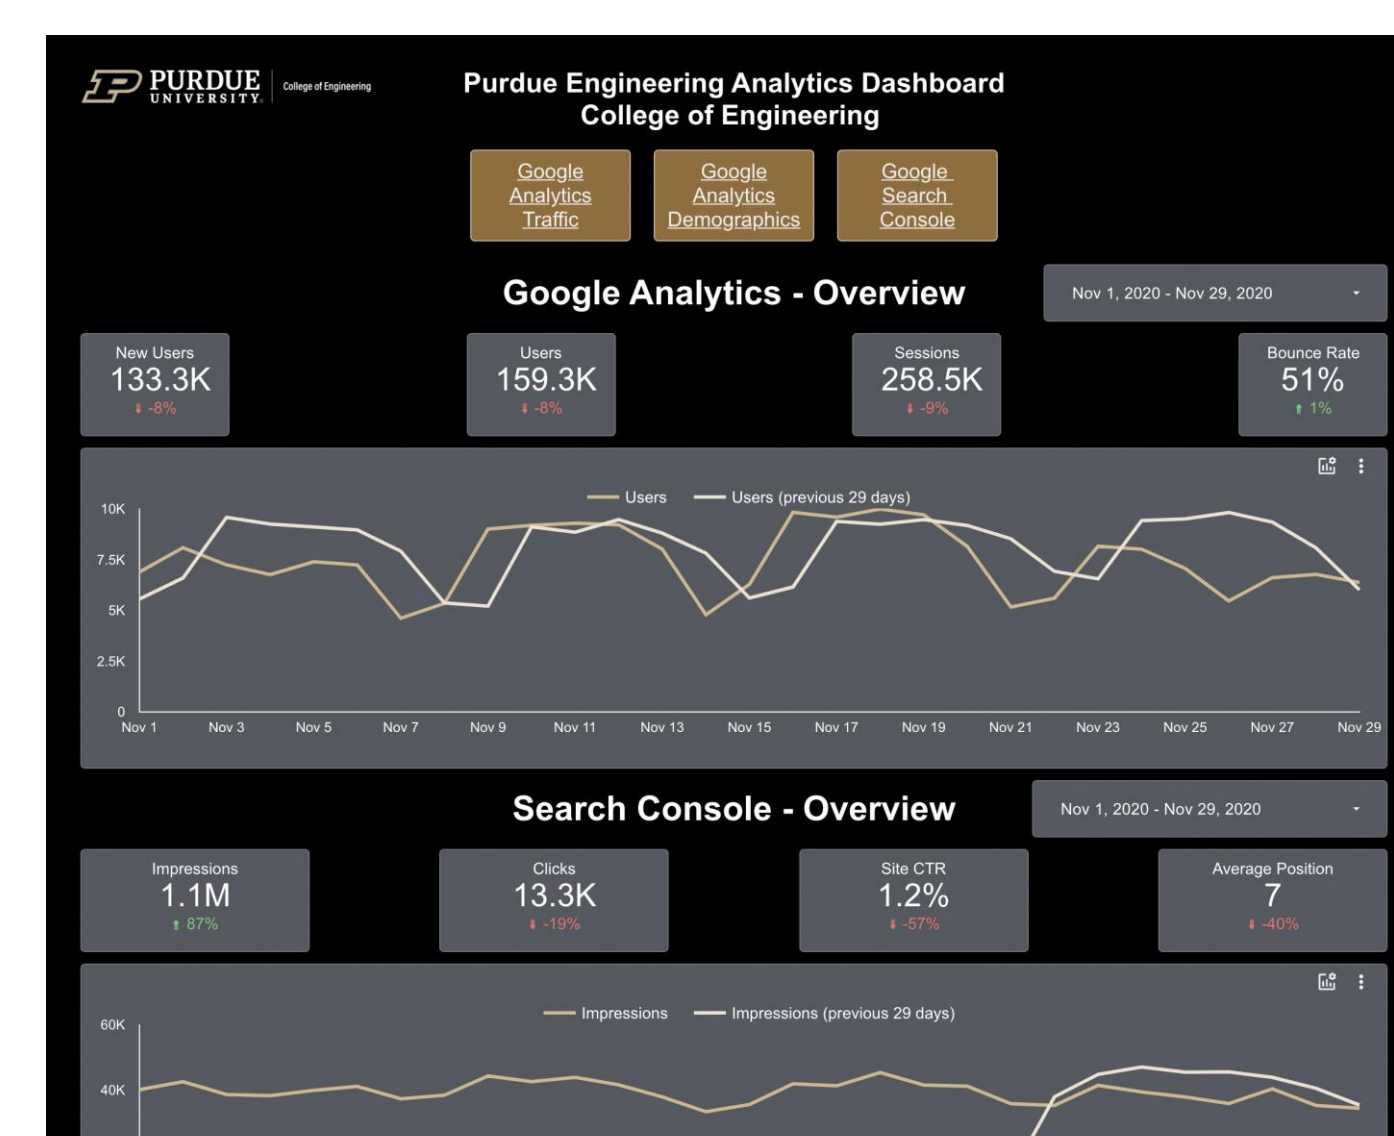 PURDUE
UNIVERSITY®
College of Engineering
Purdue Engineering Analytics Dashboard
College of Engineering
Google
Analytics
Traffic
Google
Analytics
Demographics
Google
Search
Console
Google Analytics - Overview
Nov 1, 2020 - Nov 29, 2020
New Users
133.3K
-8%
Users
159.3K
-8%
Sessions
258.5K
-9%
Bounce Rate
51%
1%
Users
Users (previous 29 days)
10K
7.5K
5K
2.5K
0
Nov 1 Nov 3 Nov 5 Nov 7 Nov 9 Nov 11 Nov 13 Nov 15 Nov 17 Nov 19 Nov 21 Nov 23 Nov 25 Nov 27 Nov 29
Search Console - Overview
Nov 1, 2020 - Nov 29, 2020
Impressions
1.1M
87%
Clicks
13.3K
-19%
Site CTR
1.2%
-57%
Average Position
7
-40%
Impressions
Impressions (previous 29 days)
60K
40K